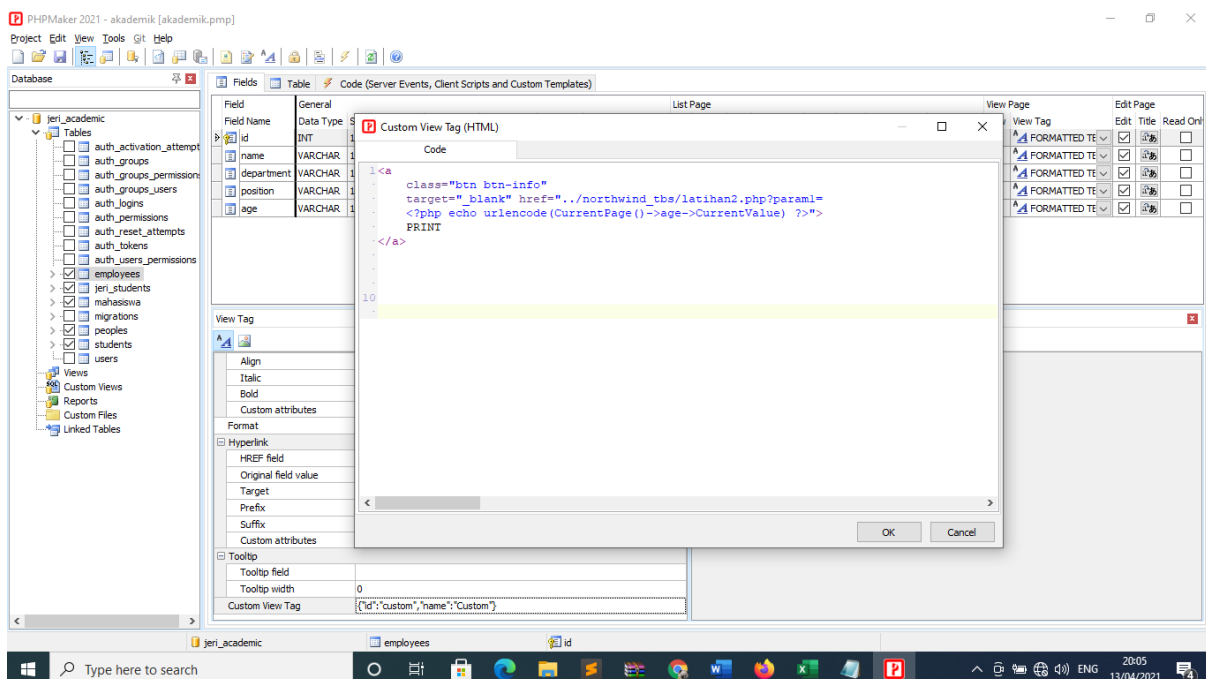 PHPMaker 2021 - akademik [akademik.pmp]
Project Edit View Tools Git Help
Database
Fields Table Code (Server Events, Client Scripts and Custom Templates)
jeri_academic
Tables
auth_activation_attempt
auth_groups
auth_groups_permission
auth_groups_users
auth_logins
auth_permissions
auth_reset_attempts
auth_tokens
auth_users_permissions
employees
jeri_students
mahasiswa
migrations
peoples
students
users
Views
Custom Views
Reports
Custom Files
Linked Tables
Field General List Page View Page Edit Page
Field Name Data Type S View Tag Edit Title Read Onl
id INT 1 FORMATTED TE
name VARCHAR 1 FORMATTED TE
department VARCHAR 1 FORMATTED TE
position VARCHAR 1 FORMATTED TE
age VARCHAR 1 FORMATTED TE
Custom View Tag (HTML)
Code
1 <a
class="btn btn-info"
target="_blank" href="../northwind_tbs/latihan2.php?param1=
<?php echo urlencode(CurrentPage()->age->CurrentValue) ?>">
PRINT
</a>
10
OK Cancel
View Tag
Align
Italic
Bold
Custom attributes
Format
Hyperlink
HREF field
Original field value
Target
Prefix
Suffix
Custom attributes
Tooltip
Tooltip field
Tooltip width 0
Custom View Tag {"id":"custom","name":"Custom"}
jeri_academic employees id
Type here to search
ENG 20:05
13/04/2021
4